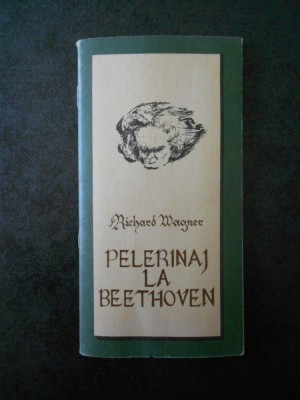 Richard Wagner
PELERINAJ
LA
BEETHOVEN